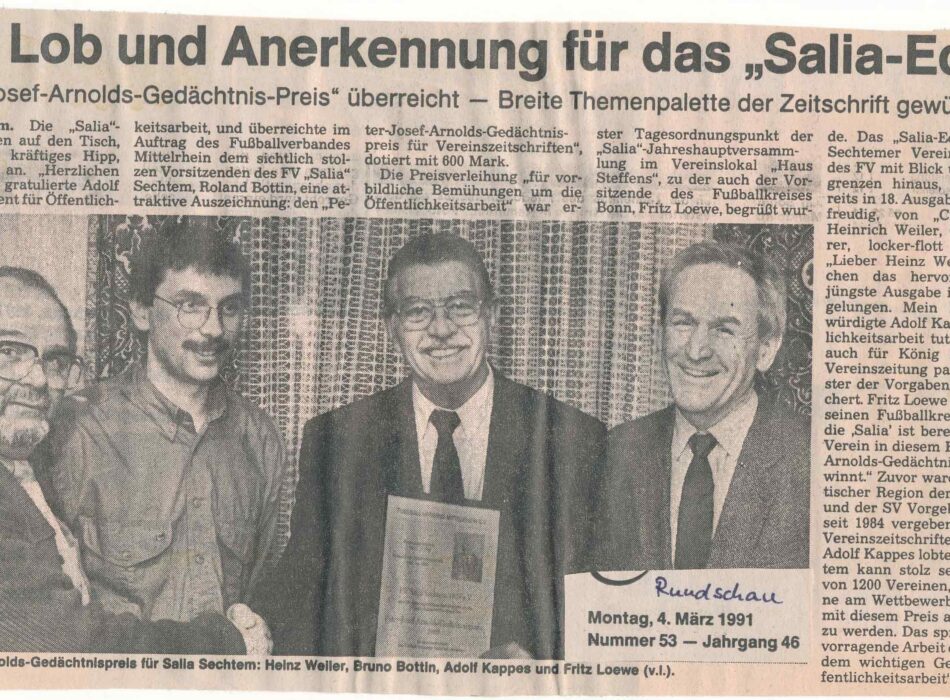 Lob und Anerkennung für das „Salia-Ec
osef-Arnolds-Gedächtnis-Preis" überreicht — Breite Themenpalette der Zeitschrift gewü
m. Die „Salia"-
en auf den Tisch,
kräftiges Hipp,
an. „Herzlichen
gratulierte Adolf
ent für Öffentlich-
keitsarbeit, und überreichte im
Auftrag des Fußballverbandes
Mittelrhein dem sichtlich stol-
zen Vorsitzenden des FV „Salia"
Sechtem, Roland Bottin, eine at-
traktive Auszeichnung: den „Pe-
ter-Josef-Arnolds-Gedächtnis-
preis für Vereinszeitschriften",
dotiert mit 600 Mark.
Die Preisverleihung „für vor-
bildliche Bemühungen um die
Öffentlichkeitsarbeit" war er-
ster Tagesordnungspunkt der
„Salia"-Jahreshauptversamm-
lung im Vereinslokal „Haus
Steffens", zu der auch der Vor-
sitzende des Fußballkreises
Bonn, Fritz Loewe, begrüßt wur-
de. Das „Salia-E
Sechtemer Verein
des FV mit Blick ü
grenzen hinaus,
reits in 18. Ausgab
freudig, von „C
Heinrich Weiler,
rer, locker-flott
„Lieber Heinz We
chen das hervo
jüngste Ausgabe i
gelungen. Mein
würdigte Adolf Kap
lichkeitsarbeit tut
auch für König
Vereinszeitung pa
ster der Vorgaben
chert. Fritz Loewe
seinen Fußballkre
die ‚Salia' ist bere
Verein in diesem K
Arnolds-Gedächtni
winnt." Zuvor ware
tischer Region der
und der SV Vorgeb
seit 1984 vergeben
Vereinszeitschrifte
Adolf Kappes lobte
tem kann stolz se
von 1200 Vereinen,
ne am Wettbewerb
mit diesem Preis a
zu werden. Das sp
vorragende Arbeit
dem wichtigen Ge
fentlichkeitsarbeit
Rundschau
Montag, 4. März 1991
Nummer 53 — Jahrgang 46
olds-Gedächtnispreis für Salia Sechtem: Heinz Weiler, Bruno Bottin, Adolf Kappes und Fritz Loewe (v.l.).